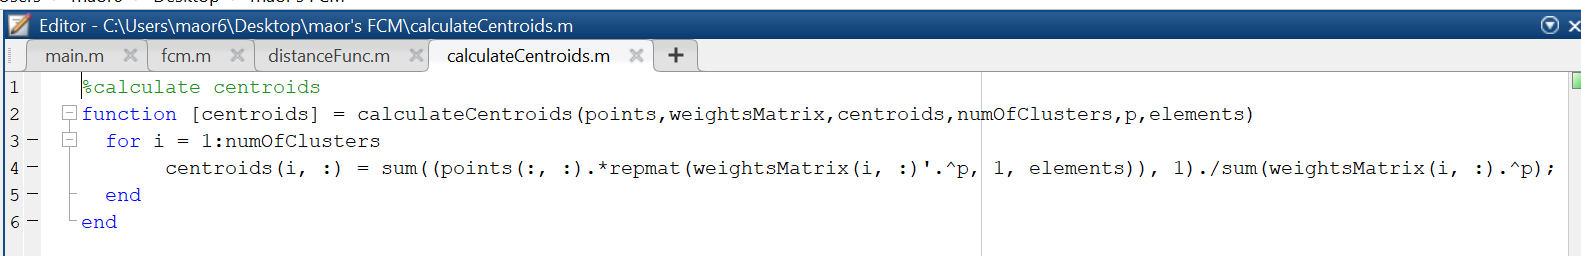 Editor - C:\Users\maor6\Desktop\maor's FCM\calculateCentroids.m
main.m fcm.m distanceFunc.m calculateCentroids.m
1 %calculate centroids
2 function [centroids] = calculateCentroids(points,weightsMatrix,centroids,numOfClusters,p,elements)
3 for i = 1:numOfClusters
4 centroids(i, :) = sum((points(:, :).*repmat(weightsMatrix(i, :)'.^p, 1, elements)), 1)./sum(weightsMatrix(i, :).^p);
5 end
6 end